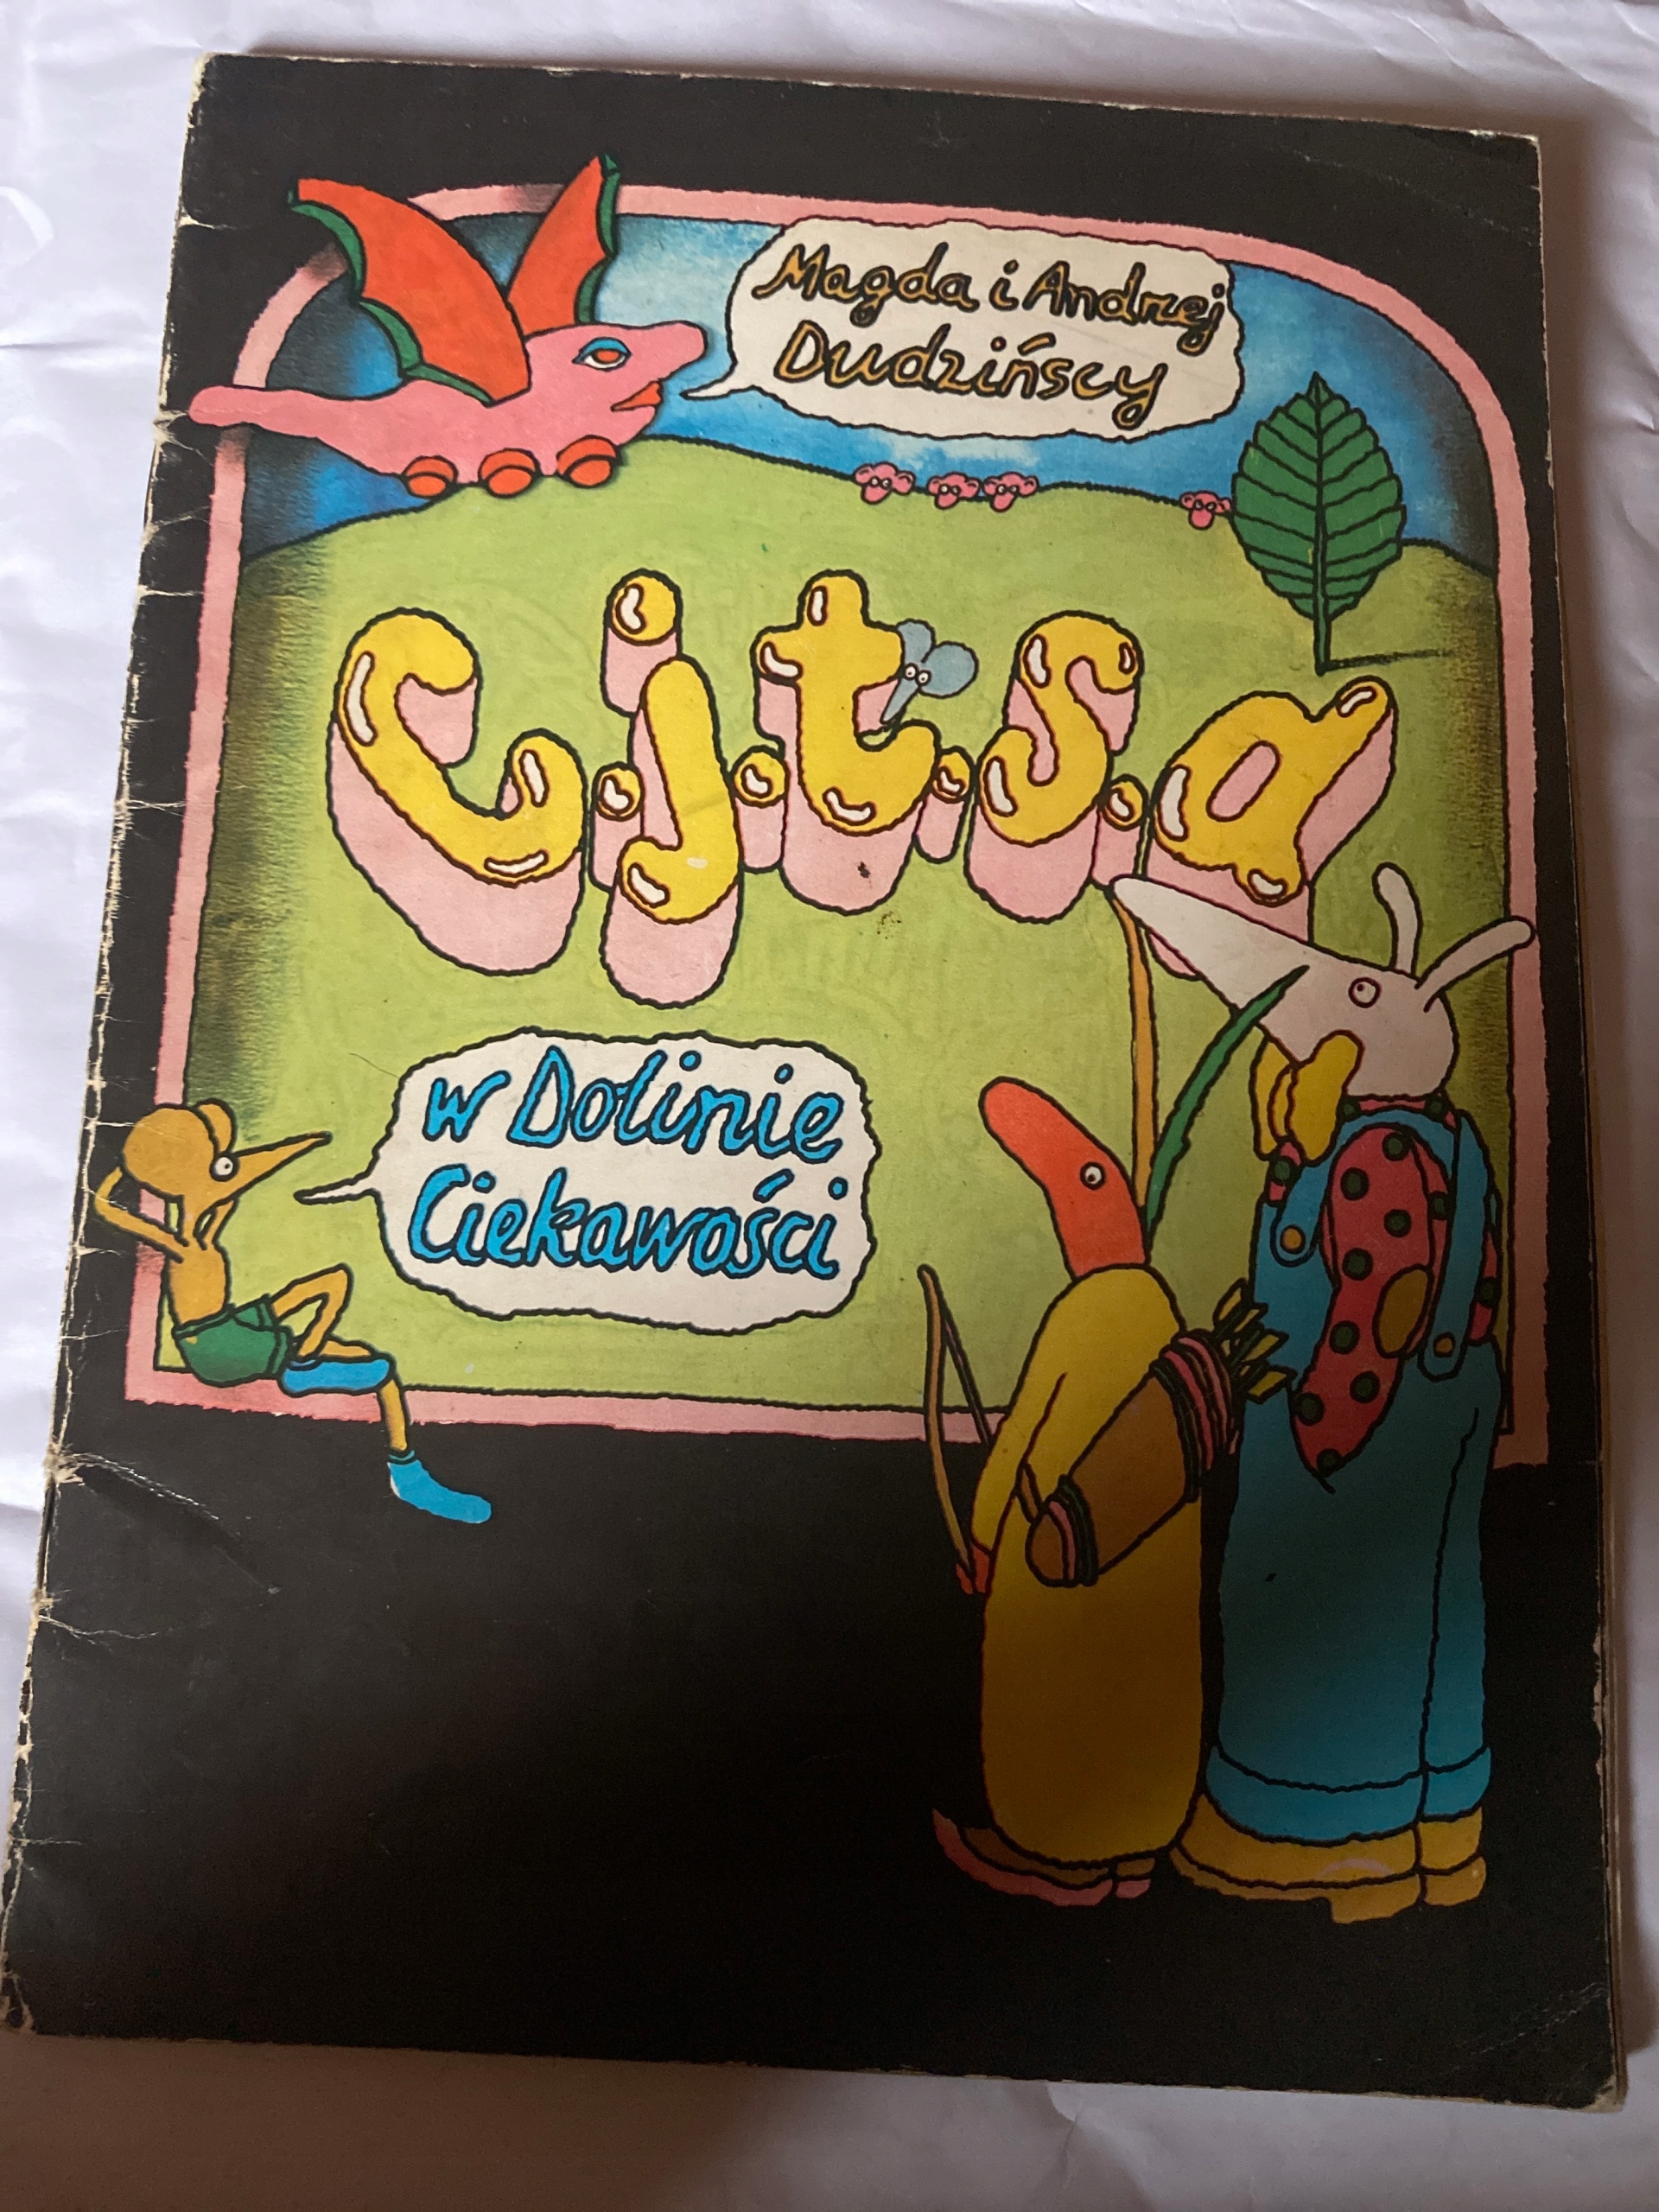 Magda i Andrzej
Dudzińscy
C.j.t.s.a
w Dolinie
Ciekawości